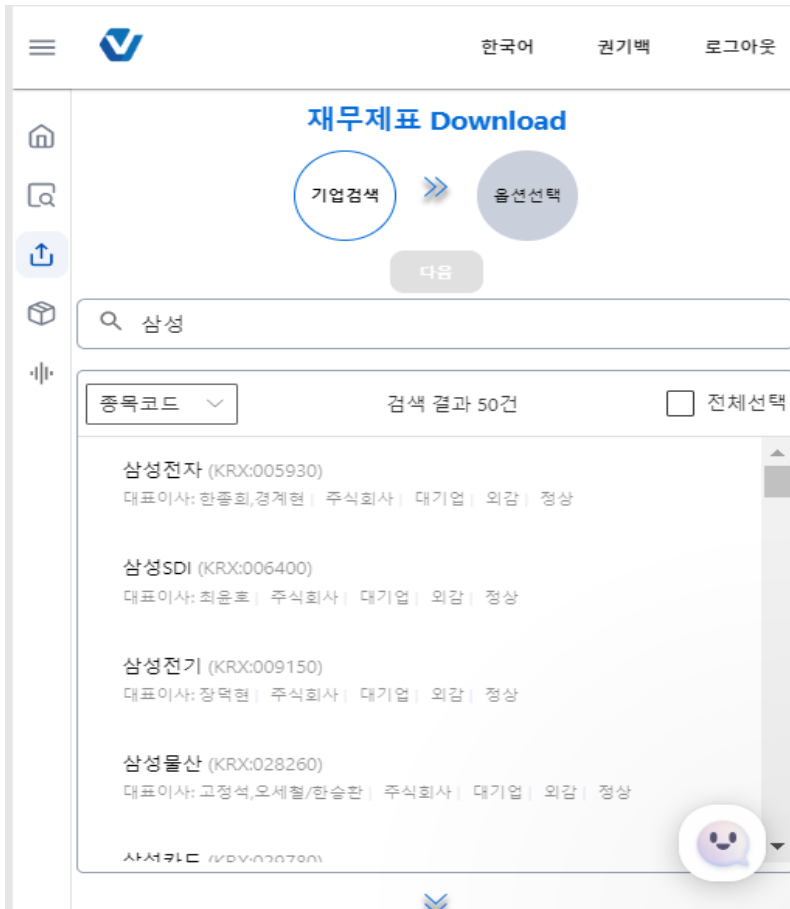 한국어 권기백 로그아웃
재무제표 Download
기업검색 옵션선택
다음
삼성
종목코드 검색 결과 50건 전체선택
삼성전자 (KRX:005930)
대표이사: 한종희,경계현 | 주식회사 | 대기업 | 외감 | 정상
삼성SDI (KRX:006400)
대표이사: 최윤호 | 주식회사 | 대기업 | 외감 | 정상
삼성전기 (KRX:009150)
대표이사: 장덕현 | 주식회사 | 대기업 | 외감 | 정상
삼성물산 (KRX:028260)
대표이사: 고정석,오세철/한승환 | 주식회사 | 대기업 | 외감 | 정상
삼성카드 (KRX:029780)